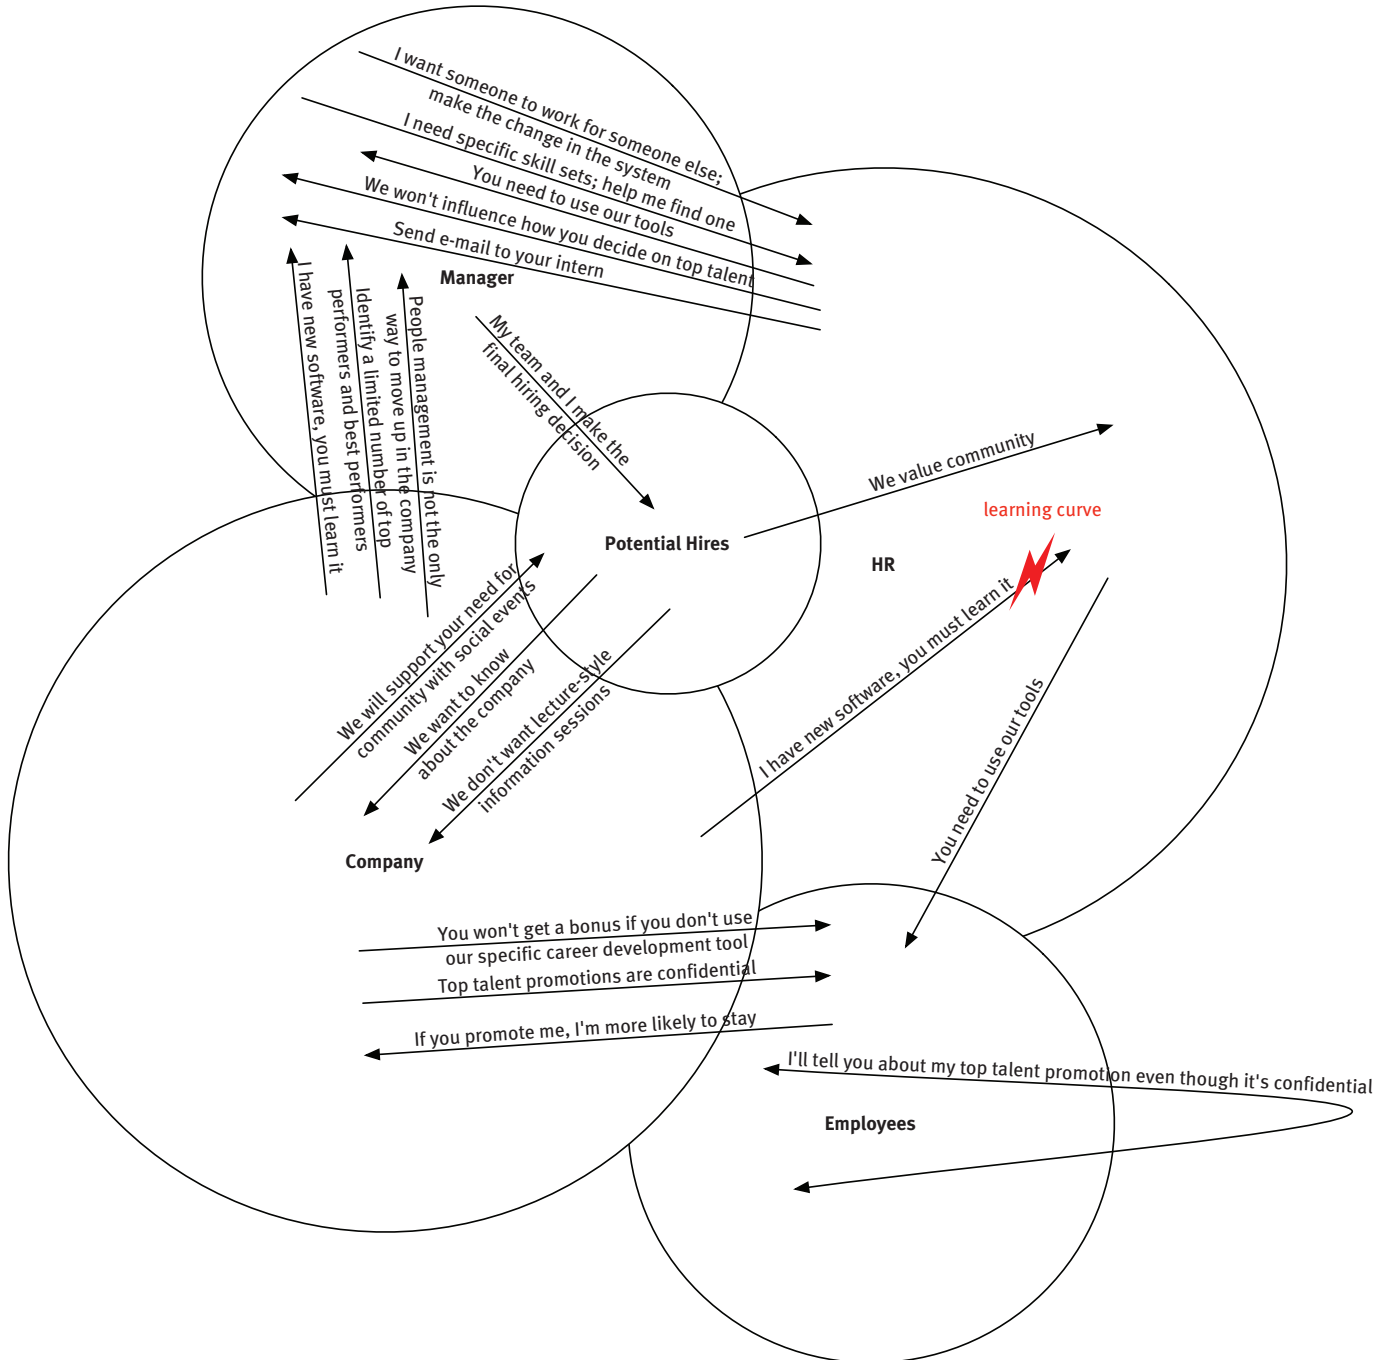 I want someone to work for someone else;
make the change in the system
I need specific skill sets; help me find one
You need to use our tools
We won't influence how you decide on top talent
Send e-mail to your intern
Manager
I have new software, you must learn it
Identify a limited number of top
performers and best performers
People management is not the only
way to move up in the company
My team and I make the
final hiring decision
We value community
learning curve
Potential Hires
HR
We will support your need for
community with social events
We want to know
about the company
We don't want lecture-style
information sessions
I have new software, you must learn it
You need to use our tools
Company
You won't get a bonus if you don't use
our specific career development tool
Top talent promotions are confidential
If you promote me, I'm more likely to stay
I'll tell you about my top talent promotion even though it's confidential
Employees